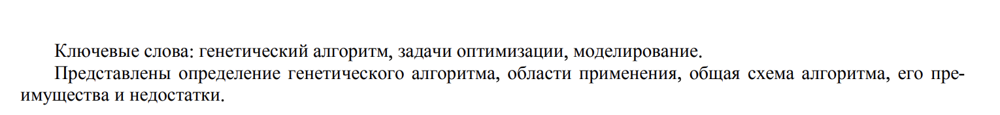 Ключевые слова: генетический алгоритм, задачи оптимизации, моделирование.
Представлены определение генетического алгоритма, области применения, общая схема алгоритма, его пре-
имущества и недостатки.